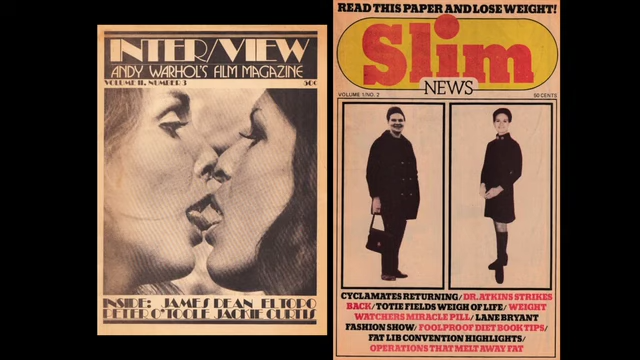 INTER/VIEW
ANDY WARHOL'S FILM MAGAZINE
VOLUME II, NUMBER 3 50¢
INSIDE: JAMES DEAN EL TOPO
PETER O'TOOLE JACKIE CURTIS
READ THIS PAPER AND LOSE WEIGHT!
Slim
NEWS
VOLUME 1/NO. 2 50 CENTS
CYCLAMATES RETURNING/DR. ATKINS STRIKES
BACK/TOTIE FIELDS WEIGH OF LIFE/WEIGHT
WATCHERS MIRACLE PILL/LANE BRYANT
FASHION SHOW/FOOLPROOF DIET BOOK TIPS/
FAT LIB CONVENTION HIGHLIGHTS/
OPERATIONS THAT MELT AWAY FAT